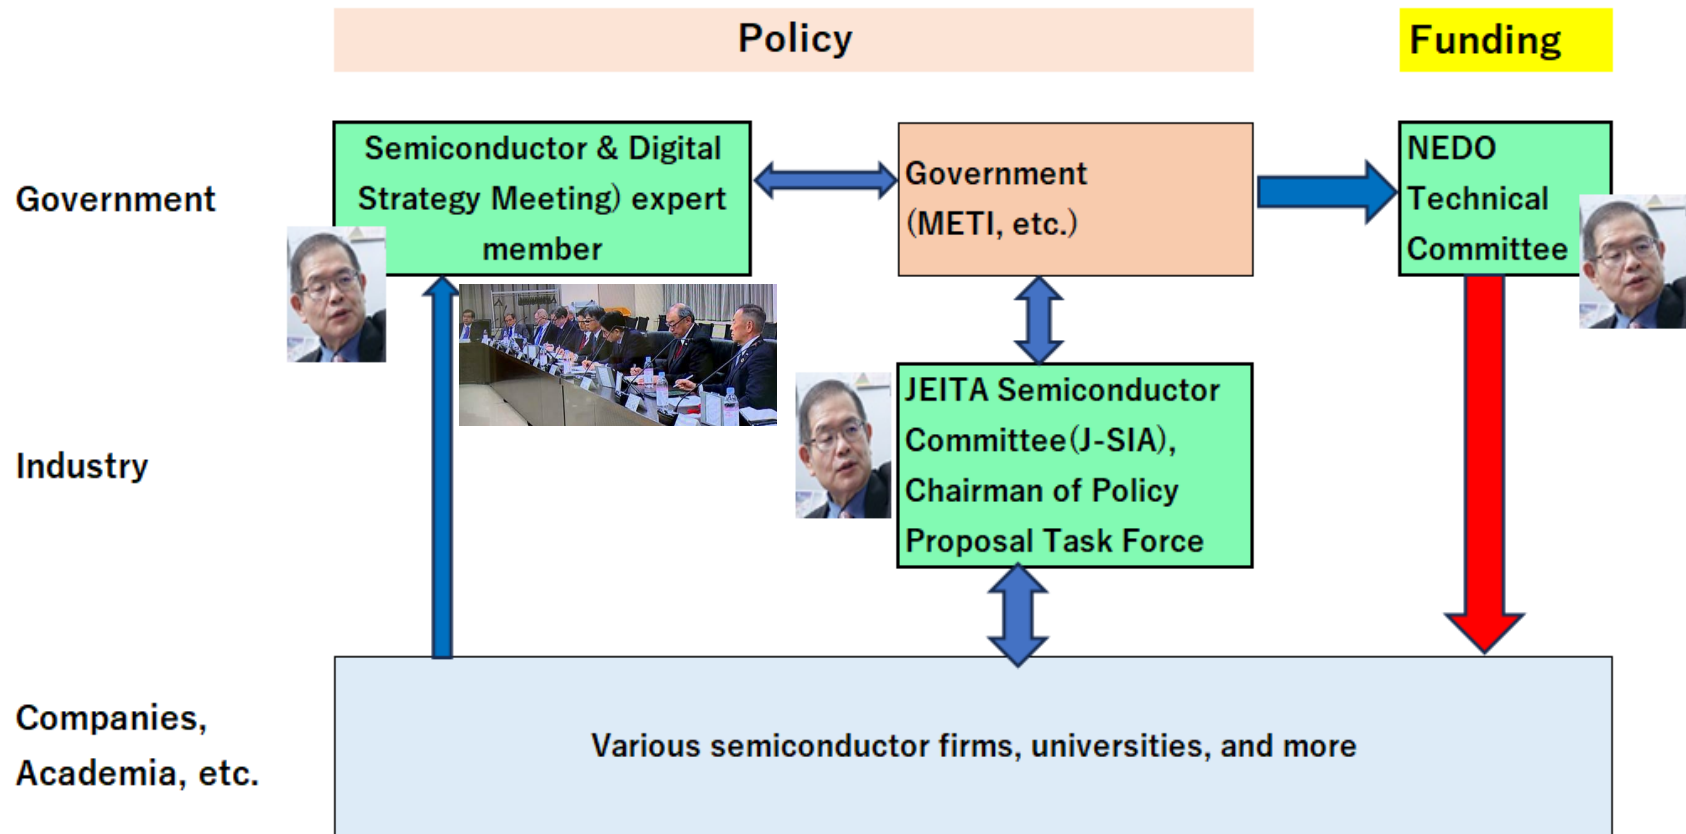 Policy
Funding
Government
Semiconductor & Digital
Strategy Meeting) expert
member
Government
(METI, etc.)
NEDO
Technical
Committee
Industry
JEITA Semiconductor
Committee(J-SIA),
Chairman of Policy
Proposal Task Force
Companies,
Academia, etc.
Various semiconductor firms, universities, and more